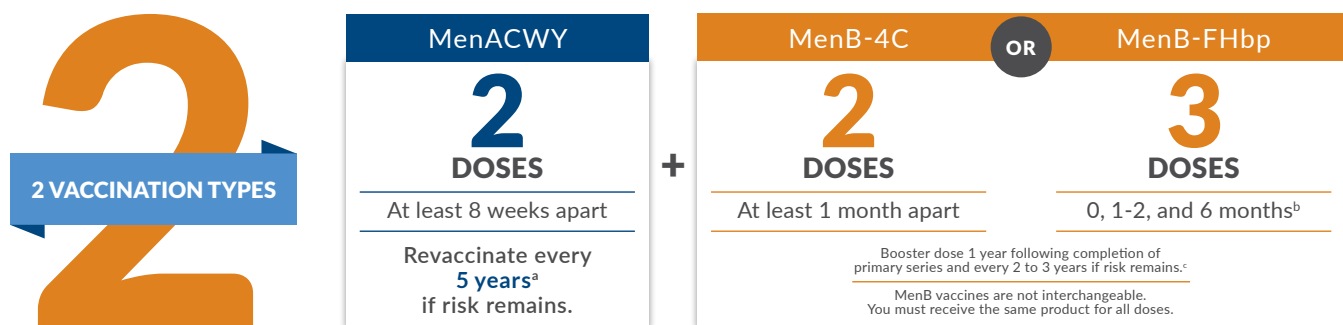 2
2 VACCINATION TYPES
MenACWY
2
DOSES
At least 8 weeks apart
Revaccinate every
5 yearsᵃ
if risk remains.
+
MenB-4C
2
DOSES
At least 1 month apart
OR
MenB-FHbp
3
DOSES
0, 1-2, and 6 monthsᵇ
Booster dose 1 year following completion of
primary series and every 2 to 3 years if risk remains.ᶜ
MenB vaccines are not interchangeable.
You must receive the same product for all doses.